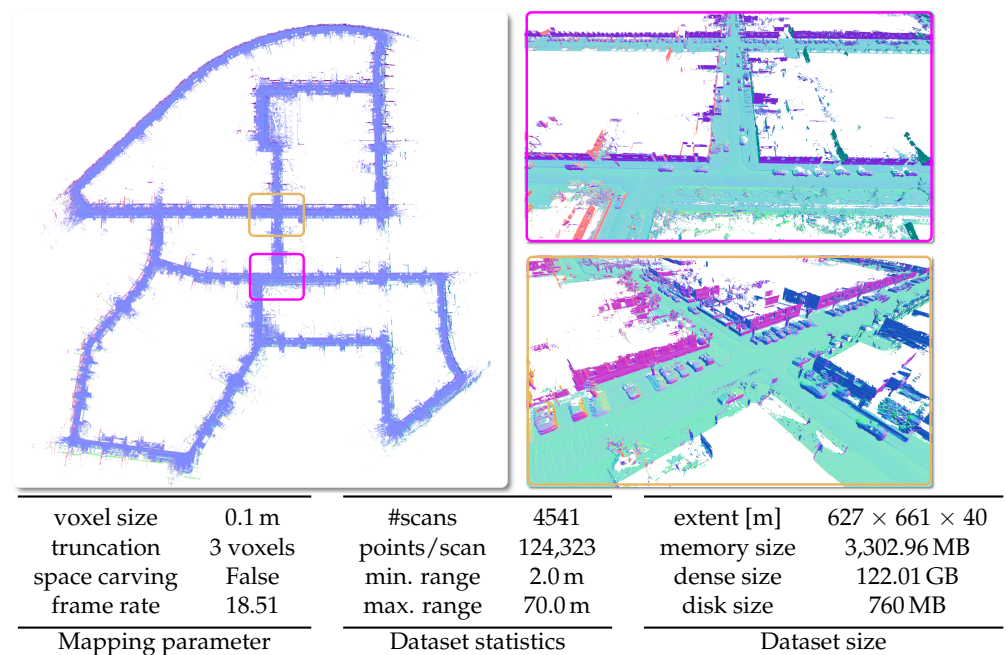 voxel size 0.1 m #scans 4541 extent [m] 627 × 661 × 40
truncation 3 voxels points/scan 124,323 memory size 3,302.96 MB
space carving False min. range 2.0 m dense size 122.01 GB
frame rate 18.51 max. range 70.0 m disk size 760 MB
Mapping parameter Dataset statistics Dataset size